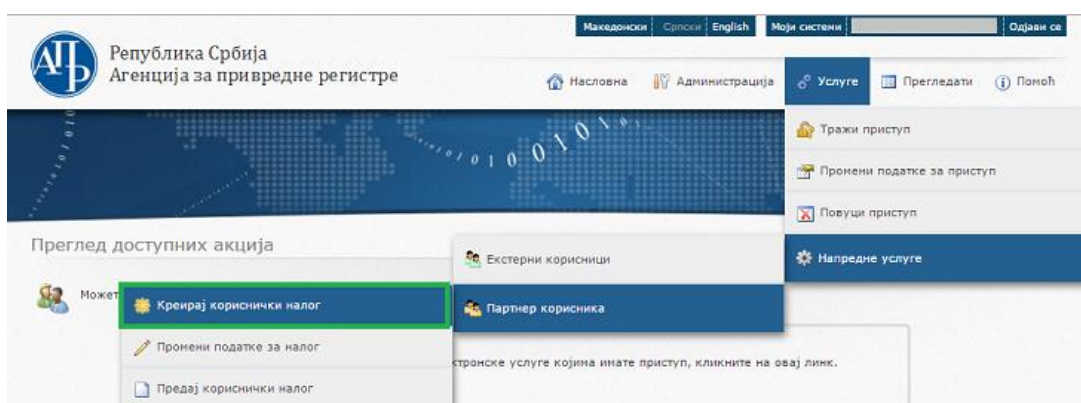 Македонски Српски English Моји системи Одјави се
АПР
Република Србија
Агенција за привредне регистре
Насловна Администрација Услуге Прегледати Помоћ
Тражи приступ
Промени податке за приступ
Повуци приступ
Напредне услуге
Преглед доступних акција
Екстерни корисници
Партнер корисника
Может
Креирај кориснички налог
Промени податке за налог
Предај кориснички налог
тронске услуге којима имате приступ, кликните на овај линк.